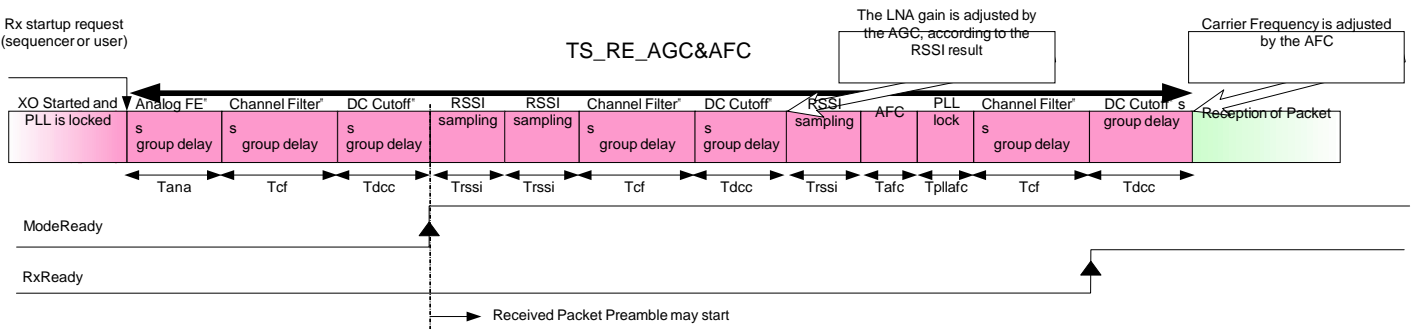 Rx startup request
(sequencer or user)
TS_RE_AGC&AFC
The LNA gain is adjusted by
the AGC, according to the
RSSI result
Carrier Frequency is adjusted
by the AFC
XO Started and
PLL is locked
Analog FE"
s
group delay
Channel Filter"
s
group delay
DC Cutoff"
s
group delay
RSSI
sampling
RSSI
sampling
Channel Filter"
s
group delay
DC Cutoff"
s
group delay
RSSI
sampling
AFC
PLL
lock
Channel Filter"
s
group delay
DC Cutoff" s
group delay
Reception of Packet
Tana
Tcf
Tdcc
Trssi
Trssi
Tcf
Tdcc
Trssi
Tafc
Tpllafc
Tcf
Tdcc
ModeReady
RxReady
Received Packet Preamble may start